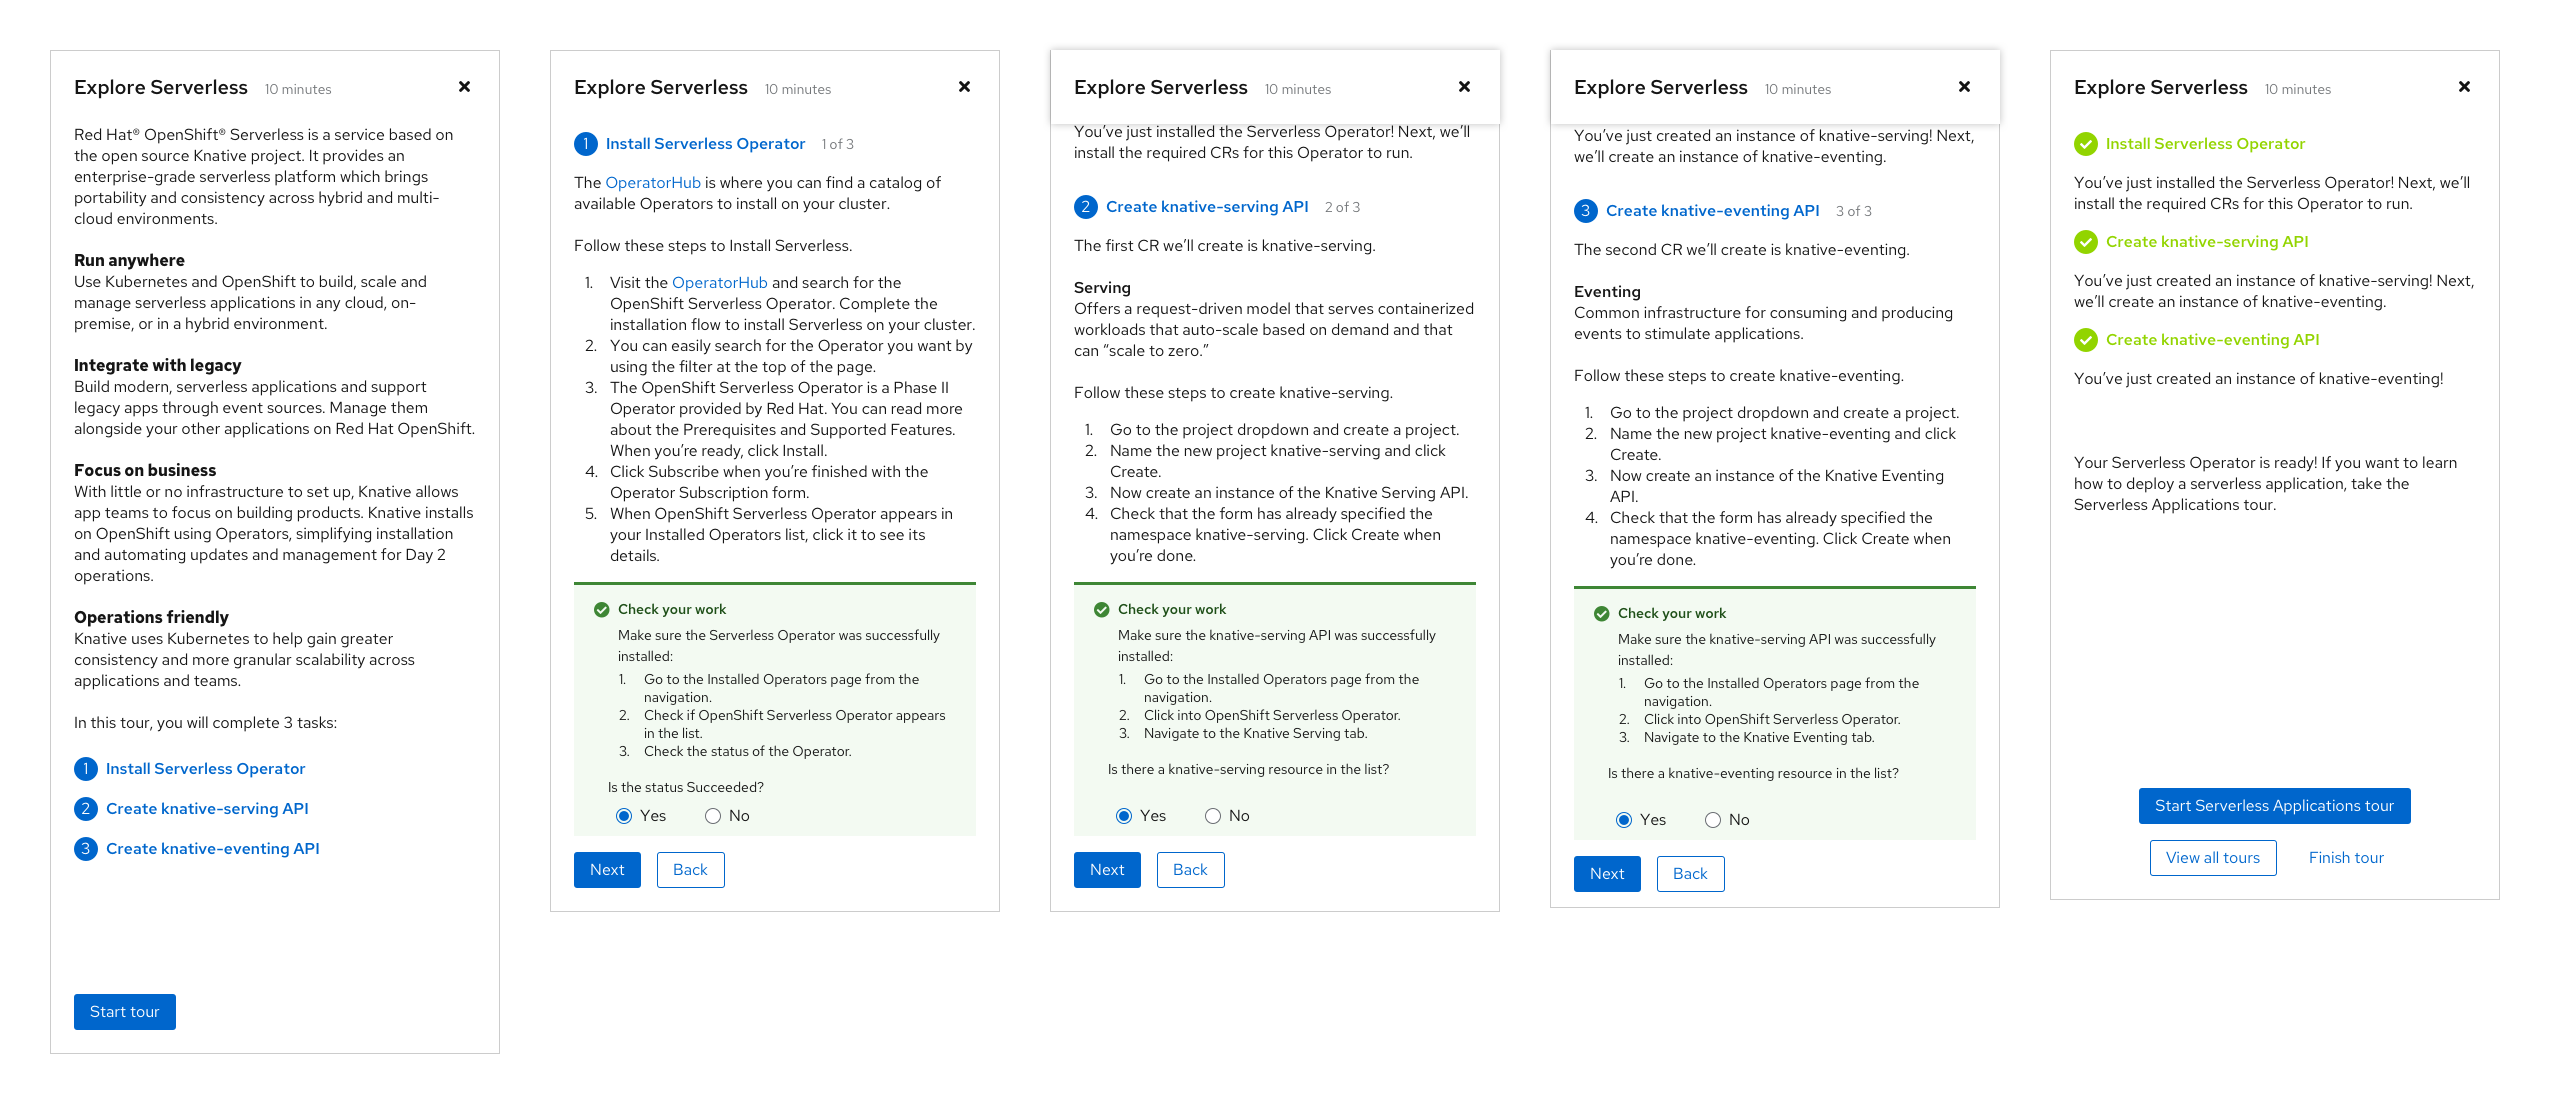 Explore Serverless 10 minutes
Red Hat® OpenShift® Serverless is a service based on
the open source Knative project. It provides an
enterprise-grade serverless platform which brings
portability and consistency across hybrid and multi-
cloud environments.
Run anywhere
Use Kubernetes and OpenShift to build, scale and
manage serverless applications in any cloud, on-
premise, or in a hybrid environment.
Integrate with legacy
Build modern, serverless applications and support
legacy apps through event sources. Manage them
alongside your other applications on Red Hat OpenShift.
Focus on business
With little or no infrastructure to set up, Knative allows
app teams to focus on building products. Knative installs
on OpenShift using Operators, simplifying installation
and automating updates and management for Day 2
operations.
Operations friendly
Knative uses Kubernetes to help gain greater
consistency and more granular scalability across
applications and teams.
In this tour, you will complete 3 tasks:
1 Install Serverless Operator
2 Create knative-serving API
3 Create knative-eventing API
Start tour
Explore Serverless 10 minutes
1 Install Serverless Operator 1 of 3
The OperatorHub is where you can find a catalog of
available Operators to install on your cluster.
Follow these steps to Install Serverless.
1. Visit the OperatorHub and search for the
OpenShift Serverless Operator. Complete the
installation flow to install Serverless on your cluster.
2. You can easily search for the Operator you want by
using the filter at the top of the page.
3. The OpenShift Serverless Operator is a Phase II
Operator provided by Red Hat. You can read more
about the Prerequisites and Supported Features.
When you’re ready, click Install.
4. Click Subscribe when you’re finished with the
Operator Subscription form.
5. When OpenShift Serverless Operator appears in
your Installed Operators list, click it to see its
details.
Check your work
Make sure the Serverless Operator was successfully
installed:
1. Go to the Installed Operators page from the
navigation.
2. Check if OpenShift Serverless Operator appears
in the list.
3. Check the status of the Operator.
Is the status Succeeded?
Yes No
Next Back
Explore Serverless 10 minutes
You’ve just installed the Serverless Operator! Next, we’ll
install the required CRs for this Operator to run.
2 Create knative-serving API 2 of 3
The first CR we’ll create is knative-serving.
Serving
Offers a request-driven model that serves containerized
workloads that auto-scale based on demand and that
can “scale to zero.”
Follow these steps to create knative-serving.
1. Go to the project dropdown and create a project.
2. Name the new project knative-serving and click
Create.
3. Now create an instance of the Knative Serving API.
4. Check that the form has already specified the
namespace knative-serving. Click Create when
you’re done.
Check your work
Make sure the knative-serving API was successfully
installed:
1. Go to the Installed Operators page from the
navigation.
2. Click into OpenShift Serverless Operator.
3. Navigate to the Knative Serving tab.
Is there a knative-serving resource in the list?
Yes No
Next Back
Explore Serverless 10 minutes
You’ve just created an instance of knative-serving! Next,
we’ll create an instance of knative-eventing.
3 Create knative-eventing API 3 of 3
The second CR we’ll create is knative-eventing.
Eventing
Common infrastructure for consuming and producing
events to stimulate applications.
Follow these steps to create knative-eventing.
1. Go to the project dropdown and create a project.
2. Name the new project knative-eventing and click
Create.
3. Now create an instance of the Knative Eventing
API.
4. Check that the form has already specified the
namespace knative-eventing. Click Create when
you’re done.
Check your work
Make sure the knative-serving API was successfully
installed:
1. Go to the Installed Operators page from the
navigation.
2. Click into OpenShift Serverless Operator.
3. Navigate to the Knative Eventing tab.
Is there a knative-eventing resource in the list?
Yes No
Next Back
Explore Serverless 10 minutes
Install Serverless Operator
You’ve just installed the Serverless Operator! Next, we’ll
install the required CRs for this Operator to run.
Create knative-serving API
You’ve just created an instance of knative-serving! Next,
we’ll create an instance of knative-eventing.
Create knative-eventing API
You’ve just created an instance of knative-eventing!
Your Serverless Operator is ready! If you want to learn
how to deploy a serverless application, take the
Serverless Applications tour.
Start Serverless Applications tour
View all tours Finish tour